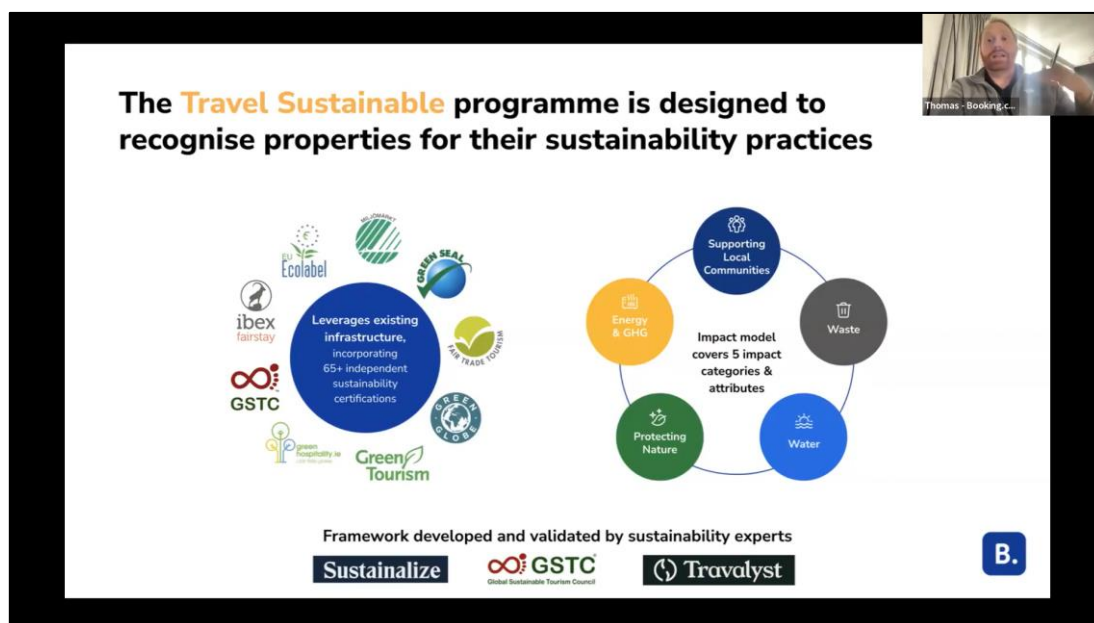 The Travel Sustainable programme is designed to
recognise properties for their sustainability practices
Thomas - Booking.c...
MILJÖMÄRKT
EU
Ecolabel
GREEN SEAL
ibex
fairstay
FAIR TRADE TOURISM
GSTC
GREEN GLOBE
green
hospitality.ie
Green
Tourism
Leverages existing
infrastructure,
incorporating
65+ independent
sustainability
certifications
Supporting
Local
Communities
Energy
& GHG
Waste
Impact model
covers 5 impact
categories &
attributes
Protecting
Nature
Water
Framework developed and validated by sustainability experts
Sustainalize
GSTC
Global Sustainable Tourism Council
Travalyst
B.